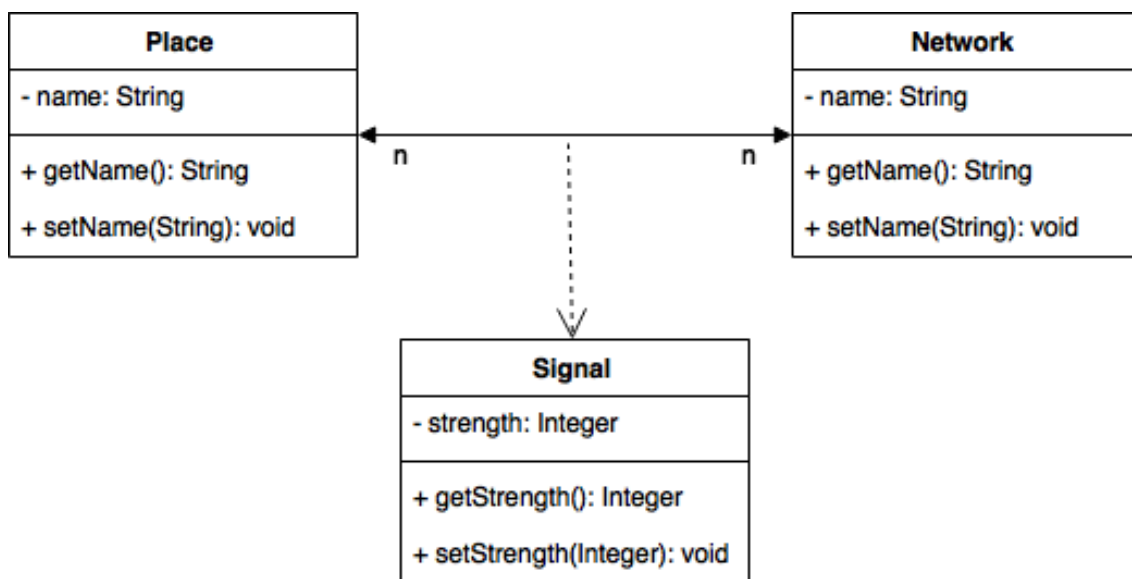 Place
- name: String
+ getName(): String
+ setName(String): void
n
n
Network
- name: String
+ getName(): String
+ setName(String): void
Signal
- strength: Integer
+ getStrength(): Integer
+ setStrength(Integer): void